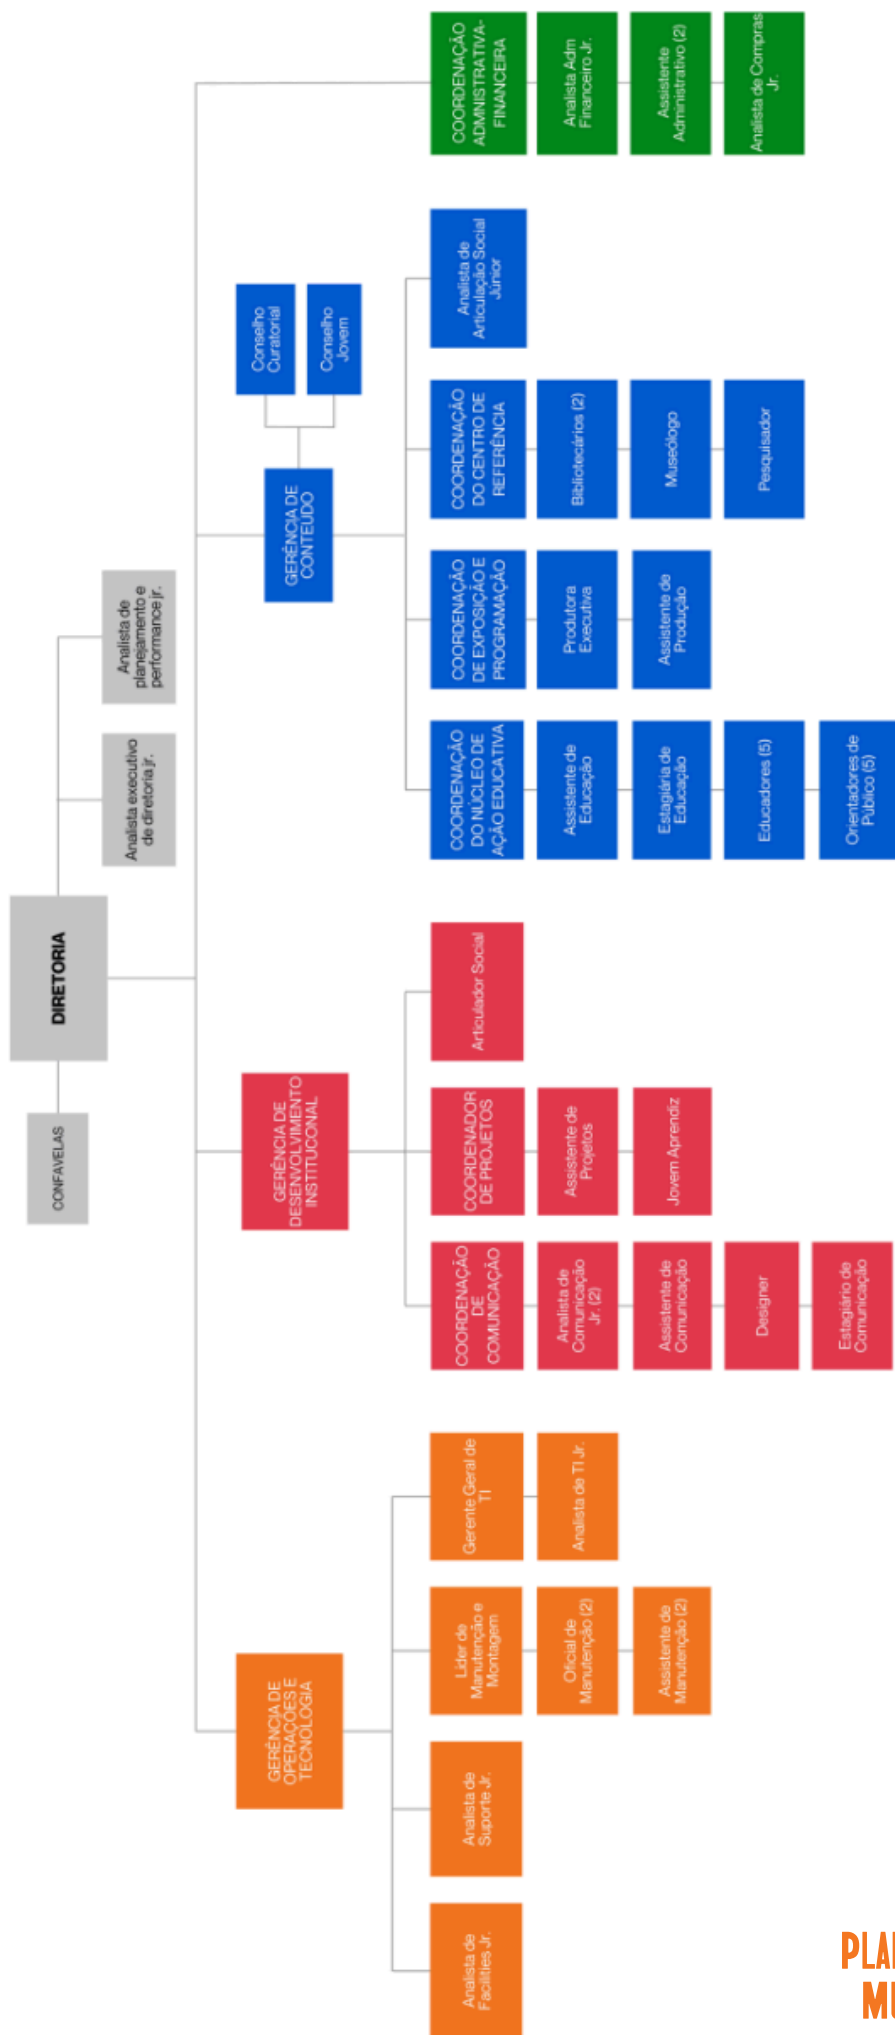 CONFAVELAS
DIRETORIA
Analista executivo
de diretoria jr.
Analista de
planejamento e
performance jr.
GERÊNCIA DE
OPERAÇÕES E
TECNOLOGIA
Analista de
Facilities Jr.
Analista de
Suporte Jr.
Líder de
Manutenção e
Montagem
Oficial de
Manutenção (2)
Assistente de
Manutenção (2)
Gerente Geral de
TI
Analista de TI Jr.
GERÊNCIA DE
DESENVOLVIMENTO
INSTITUCONAL
COORDENAÇÃO
DE
COMUNICAÇÃO
Analista de
Comunicação
Jr. (2)
Assistente de
Comunicação
Designer
Estagiário de
Comunicação
COORDENADOR
DE PROJETOS
Assistente de
Projetos
Jovem Aprendiz
Articulador Social
GERÊNCIA DE
CONTEÚDO
Conselho
Curatorial
Conselho
Jovem
COORDENAÇÃO
DO NÚCLEO DE
AÇÃO EDUCATIVA
Assistente de
Educação
Estagiária de
Educação
Educadores (5)
Orientadores de
Público (5)
COORDENAÇÃO
DE EXPOSIÇÃO E
PROGRAMAÇÃO
Produtora
Executiva
Assistente de
Produção
COORDENAÇÃO
DO CENTRO DE
REFERÊNCIA
Bibliotecários (2)
Museólogo
Pesquisador
Analista de
Articulação Social
Júnior
COORDENAÇÃO
ADMNISTRATIVA-
FINANCEIRA
Analista Adm
Financeiro Jr.
Assistente
Administrativo (2)
Analista de Compras
Jr.